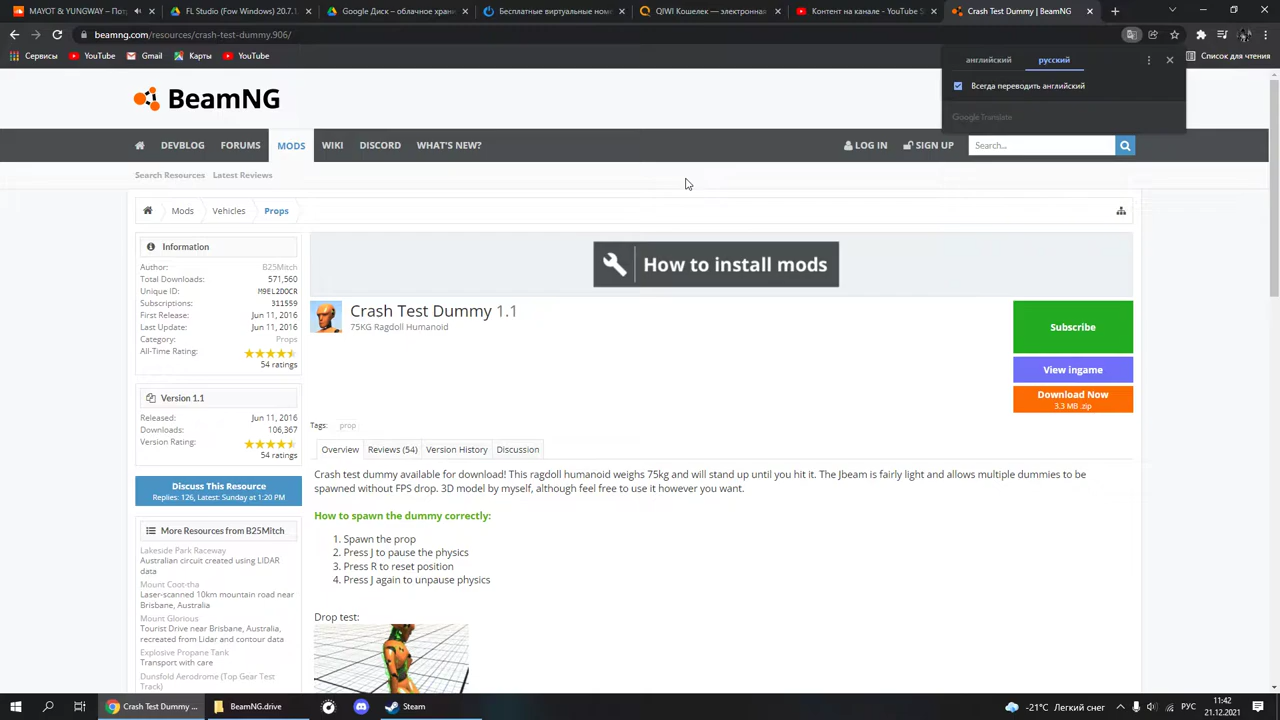 MAYOT & YUNGWAY – По
FL Studio (Fow Windows) 20.7.1
Google Диск – облачное хран
Бесплатные виртуальные ном
QIWI Кошелек — электронны
Контент на канале - YouTube S
Крэш Тест Думми | BeamNG
beamng.com/resources/crash-test-dummy.906/
Сервисы
YouTube
Gmail
Карты
YouTube
Список для чтения
английский
русский
Всегда переводить английский
Google Translate
BeamNG
DEVBLOG
FORUMS
MODS
WIKI
DISCORD
WHAT'S NEW?
LOG IN
SIGN UP
Search...
Search Resources
Latest Reviews
Mods
Vehicles
Props
Information
Author: B25Mitch
Total Downloads: 571,560
Unique ID: M9EL2DOCR
Subscriptions: 311559
First Release: Jun 11, 2016
Last Update: Jun 11, 2016
Category: Props
All-Time Rating:
54 ratings
Version 1.1
Released: Jun 11, 2016
Downloads: 106,367
Version Rating:
54 ratings
Discuss This Resource
Replies: 126, Latest: Sunday at 1:20 PM
More Resources from B25Mitch
Lakeside Park Raceway
Australian circuit created using LIDAR
data
Mount Coot-tha
Laser-scanned 10km mountain road near
Brisbane, Australia
Mount Glorious
Tourist Drive near Brisbane, Australia,
recreated from Lidar and contour data
Explosive Propane Tank
Transport with care
Dunsfold Aerodrome (Top Gear Test
Track)
How to install mods
Crash Test Dummy 1.1
75KG Ragdoll Humanoid
Subscribe
View ingame
Download Now
3.3 MB .zip
Tags: prop
Overview
Reviews (54)
Version History
Discussion
Crash test dummy available for download! This ragdoll humanoid weighs 75kg and will stand up until you hit it. The Jbeam is fairly light and allows multiple dummies to be
spawned without FPS drop. 3D model by myself, although feel free to use it however you want.
How to spawn the dummy correctly:
1. Spawn the prop
2. Press J to pause the physics
3. Press R to reset position
4. Press J again to unpause physics
Drop test:
Crash Test Dummy ...
BeamNG.drive
Steam
-21°C Легкий снег
РУС
11:42
21.12.2021